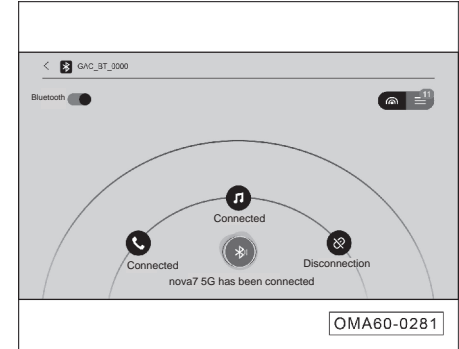 GAC_BT_0000
Bluetooth
11
Connected
Connected
Disconnection
nova7 5G has been connected
OMA60-0281